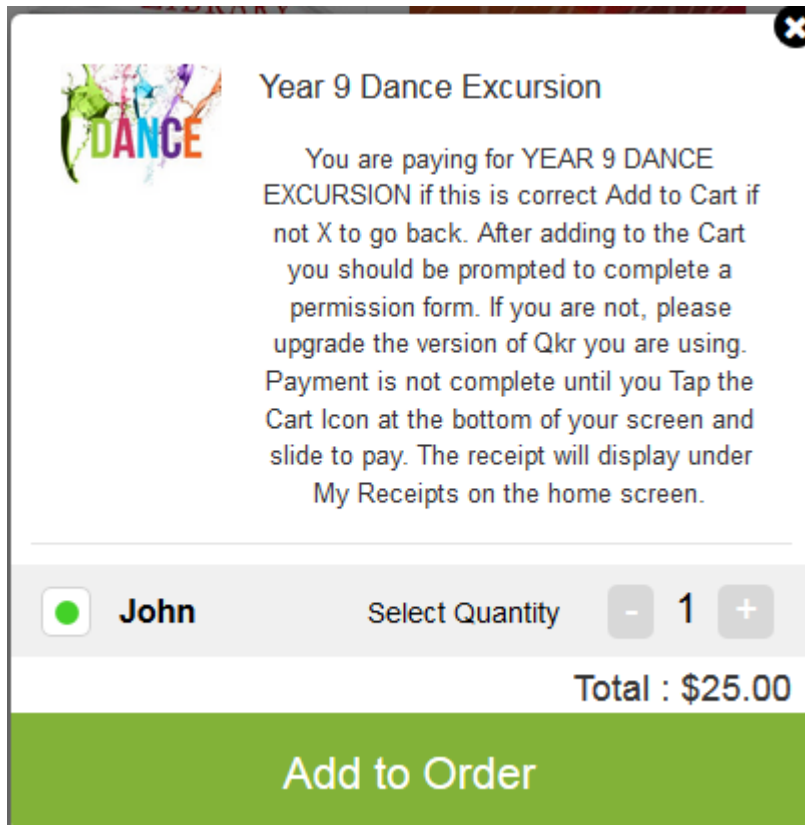 LIBRARY
DANCE
Year 9 Dance Excursion
You are paying for YEAR 9 DANCE
EXCURSION if this is correct Add to Cart if
not X to go back. After adding to the Cart
you should be prompted to complete a
permission form. If you are not, please
upgrade the version of Qkr you are using.
Payment is not complete until you Tap the
Cart Icon at the bottom of your screen and
slide to pay. The receipt will display under
My Receipts on the home screen.
John Select Quantity - 1 +
Total : $25.00
Add to Order